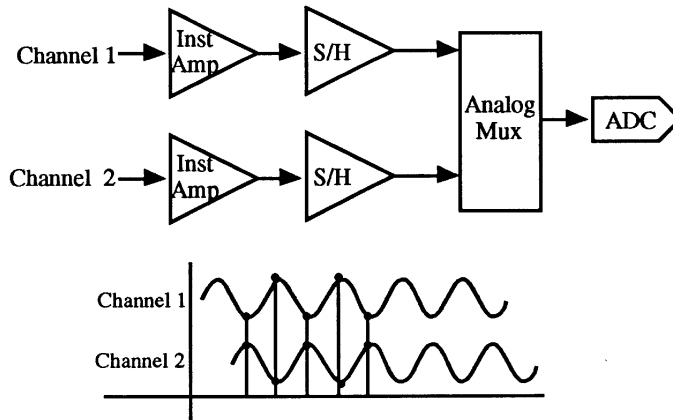 Channel 1
Inst
Amp
S/H
Analog
Mux
ADC
Channel 2
Inst
Amp
S/H
Channel 1
Channel 2